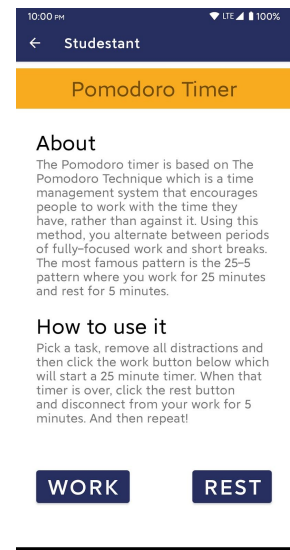 10:00 PM LTE 100%
Studestant
Pomodoro Timer
About
The Pomodoro timer is based on The
Pomodoro Technique which is a time
management system that encourages
people to work with the time they
have, rather than against it. Using this
method, you alternate between periods
of fully-focused work and short breaks.
The most famous pattern is the 25-5
pattern where you work for 25 minutes
and rest for 5 minutes.
How to use it
Pick a task, remove all distractions and
then click the work button below which
will start a 25 minute timer. When that
timer is over, click the rest button
and disconnect from your work for 5
minutes. And then repeat!
WORK REST